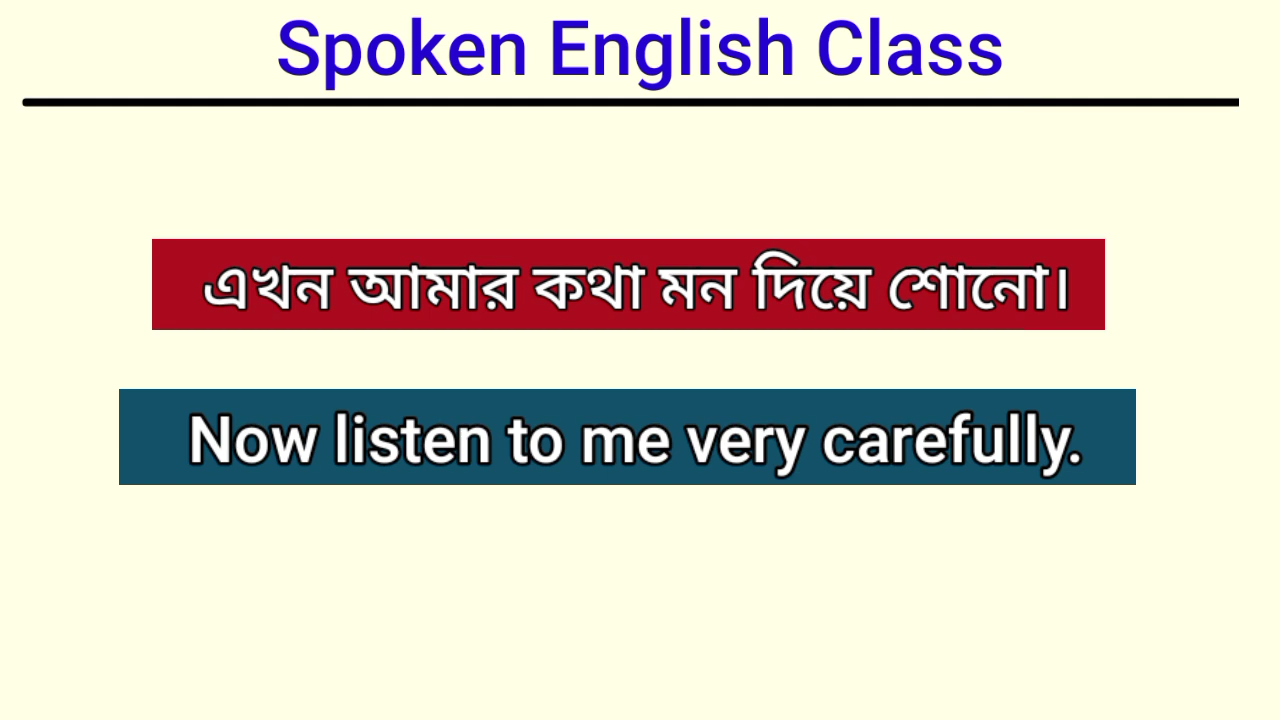 Spoken English Class
এখন আমার কথা মন দিয়ে শোনো।
Now listen to me very carefully.